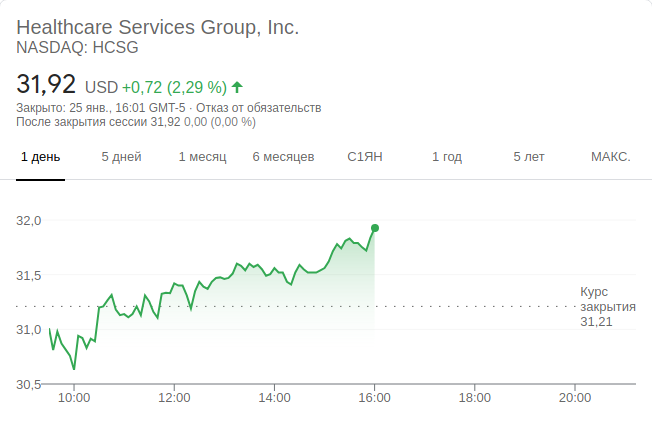 Healthcare Services Group, Inc.
NASDAQ: HCSG
31,92 USD +0,72 (2,29 %)
Закрыто: 25 янв., 16:01 GMT-5 · Отказ от обязательств
После закрытия сессии 31,92 0,00 (0,00 %)
1 день 5 дней 1 месяц 6 месяцев С1ЯН 1 год 5 лет МАКС.
32,0
31,5
Курс
закрытия
31,21
31,0
30,5
10:00 12:00 14:00 16:00 18:00 20:00